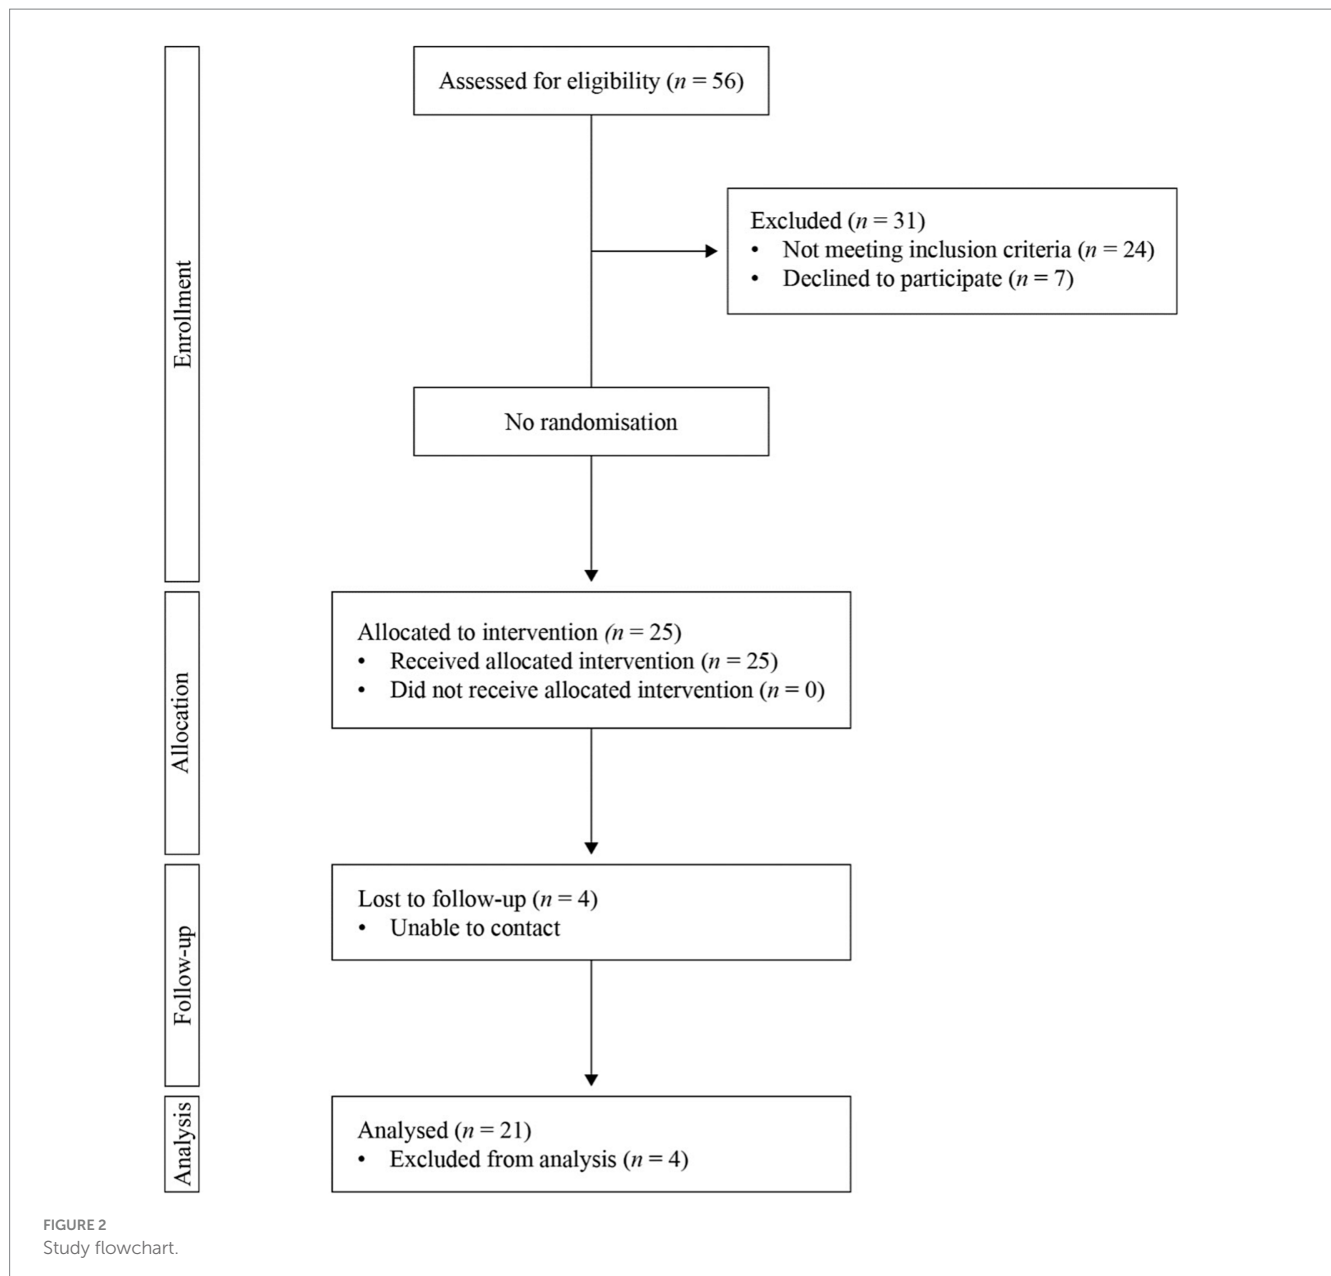 Assessed for eligibility (n = 56)
Excluded (n = 31)
• Not meeting inclusion criteria (n = 24)
• Declined to participate (n = 7)
Enrollment
No randomisation
Allocated to intervention (n = 25)
• Received allocated intervention (n = 25)
• Did not receive allocated intervention (n = 0)
Allocation
Lost to follow-up (n = 4)
• Unable to contact
Follow-up
Analysed (n = 21)
• Excluded from analysis (n = 4)
Analysis
FIGURE 2
Study flowchart.